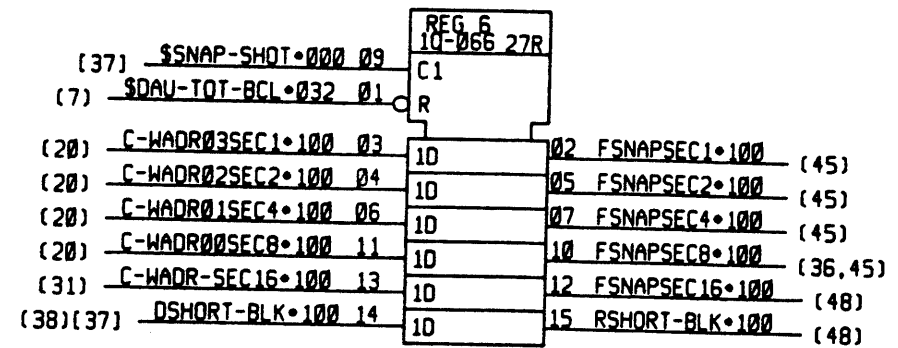 REG 6
10-066 27R
[37] $SNAP-SHOT•000 09 C1
(7) $DAU-TOT-BCL•032 01 R
(20) C-WADR03SEC1•100 03 1D 02 FSNAPSEC1•100 (45)
(20) C-WADR02SEC2•100 04 1D 05 FSNAPSEC2•100 (45)
(20) C-WADR01SEC4•100 06 1D 07 FSNAPSEC4•100 (45)
(20) C-WADR00SEC8•100 11 1D 10 FSNAPSEC8•100 (36,45)
(31) C-WADR-SEC16•100 13 1D 12 FSNAPSEC16•100 (48)
(38)[37] DSHORT-BLK•100 14 1D 15 RSHORT-BLK•100 (48)